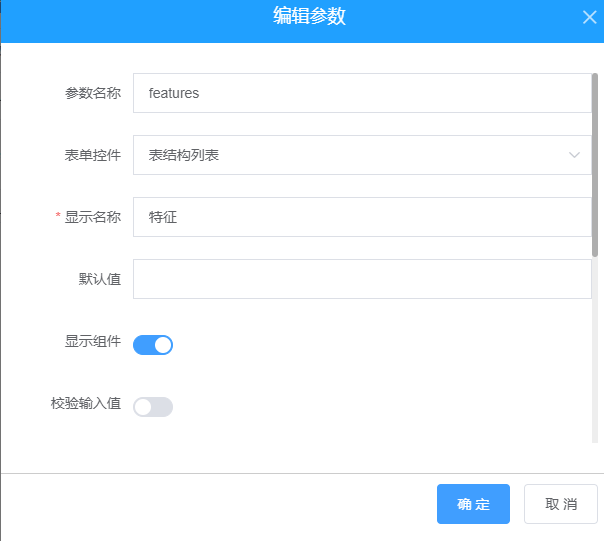 编辑参数
参数名称 features
表单控件 表结构列表
* 显示名称 特征
默认值
显示组件
校验输入值
确 定 取 消